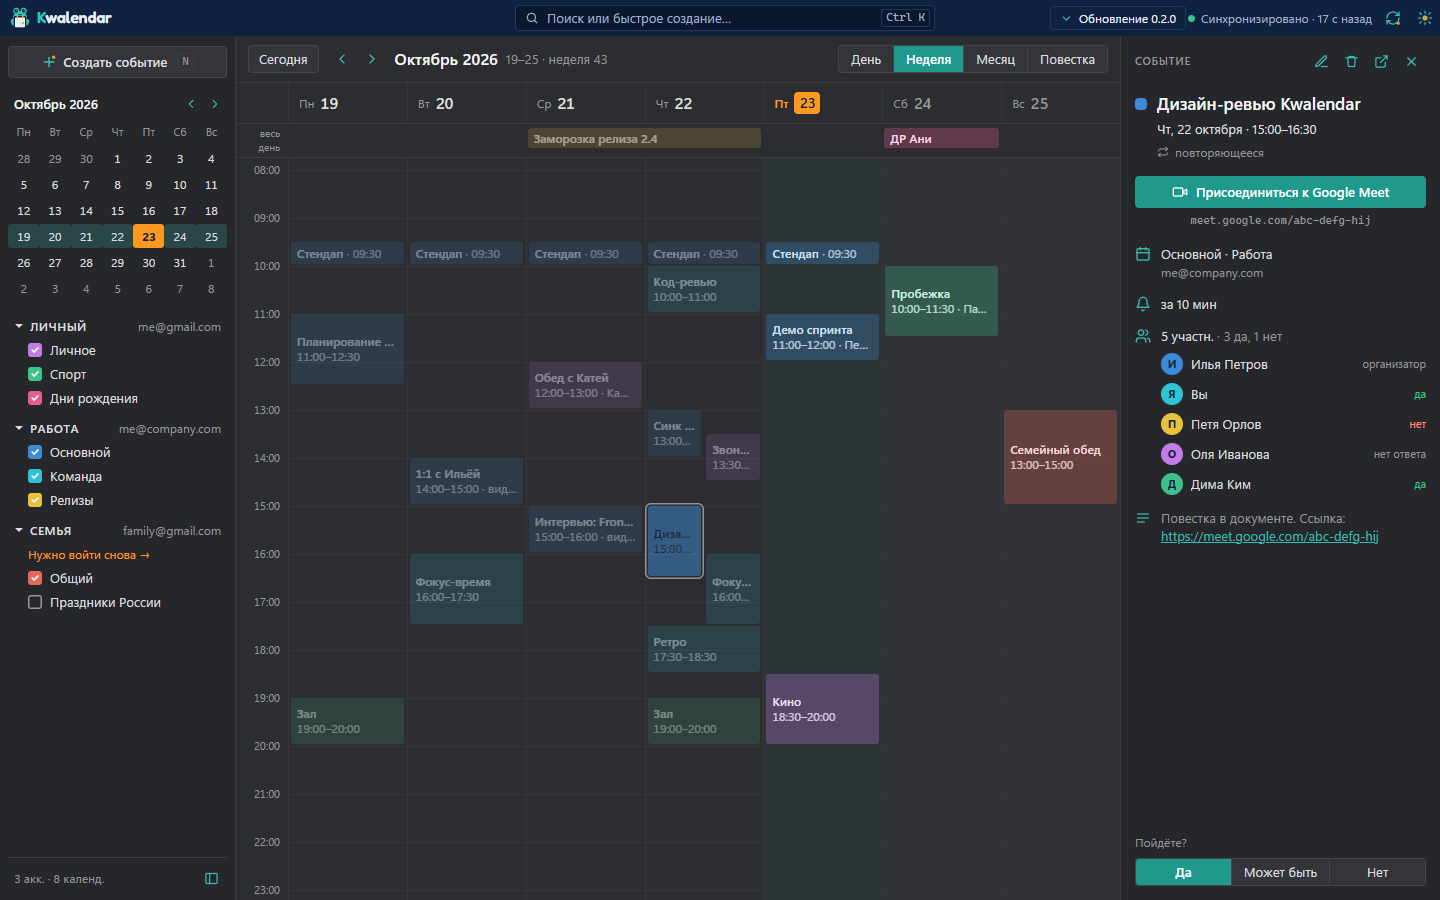 Kwalendar
Поиск или быстрое создание...
Ctrl K
Обновление 0.2.0
Синхронизировано · 17 с назад
Создать событие
N
Октябрь 2026
Пн Вт Ср Чт Пт Сб Вс
28 29 30 1 2 3 4
5 6 7 8 9 10 11
12 13 14 15 16 17 18
19 20 21 22 23 24 25
26 27 28 29 30 31 1
2 3 4 5 6 7 8
ЛИЧНЫЙ me@gmail.com
Личное
Спорт
Дни рождения
РАБОТА me@company.com
Основной
Команда
Релизы
СЕМЬЯ family@gmail.com
Нужно войти снова →
Общий
Праздники России
3 акк. · 8 календ.
Сегодня
Октябрь 2026 19–25 · неделя 43
День Неделя Месяц Повестка
Пн 19 Вт 20 Ср 21 Чт 22 Пт 23 Сб 24 Вс 25
весь
день
Заморозка релиза 2.4
ДР Ани
08:00
09:00
Стендап · 09:30
Стендап · 09:30
Стендап · 09:30
Стендап · 09:30
Стендап · 09:30
10:00
Код-ревью
10:00–11:00
Пробежка
10:00–11:30 · Па...
11:00
Планирование ...
11:00–12:30
Демо спринта
11:00–12:00 · Пе...
12:00
Обед с Катей
12:00–13:00 · Ка...
13:00
Синк ...
13:00...
Звон...
13:30...
Семейный обед
13:00–15:00
14:00
1:1 с Ильёй
14:00–15:00 · вид...
15:00
Интервью: Fron...
15:00–16:00 · вид...
Диза...
15:00...
16:00
Фокус-время
16:00–17:30
Фоку...
16:00...
17:00
Ретро
17:30–18:30
18:00
Кино
18:30–20:00
19:00
Зал
19:00–20:00
Зал
19:00–20:00
20:00
21:00
22:00
23:00
СОБЫТИЕ
Дизайн-ревью Kwalendar
Чт, 22 октября · 15:00–16:30
повторяющееся
Присоединиться к Google Meet
meet.google.com/abc-defg-hij
Основной · Работа
me@company.com
за 10 мин
5 участн. · 3 да, 1 нет
И Илья Петров организатор
Я Вы да
П Петя Орлов нет
О Оля Иванова нет ответа
Д Дима Ким да
Повестка в документе. Ссылка:
https://meet.google.com/abc-defg-hij
Пойдёте?
Да Может быть Нет